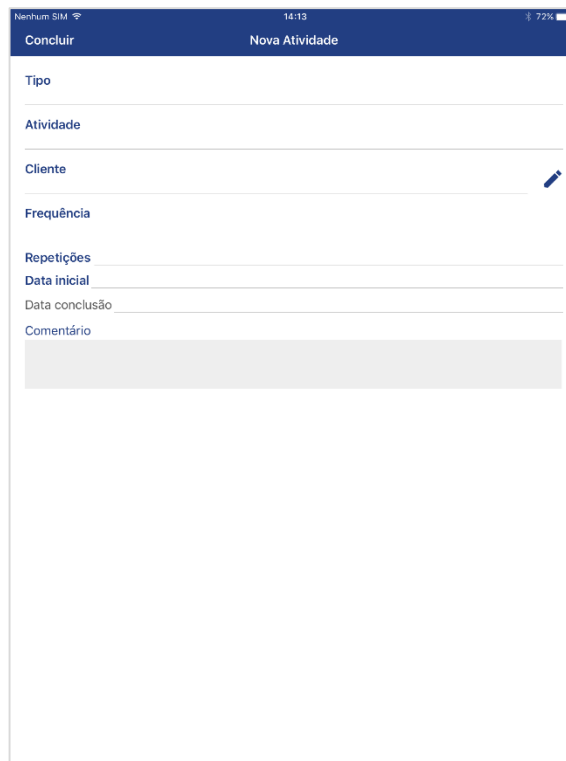 Nenhum SIM 14:13 72%
Concluir Nova Atividade
Tipo
Atividade
Cliente
Frequência
Repetições
Data inicial
Data conclusão
Comentário